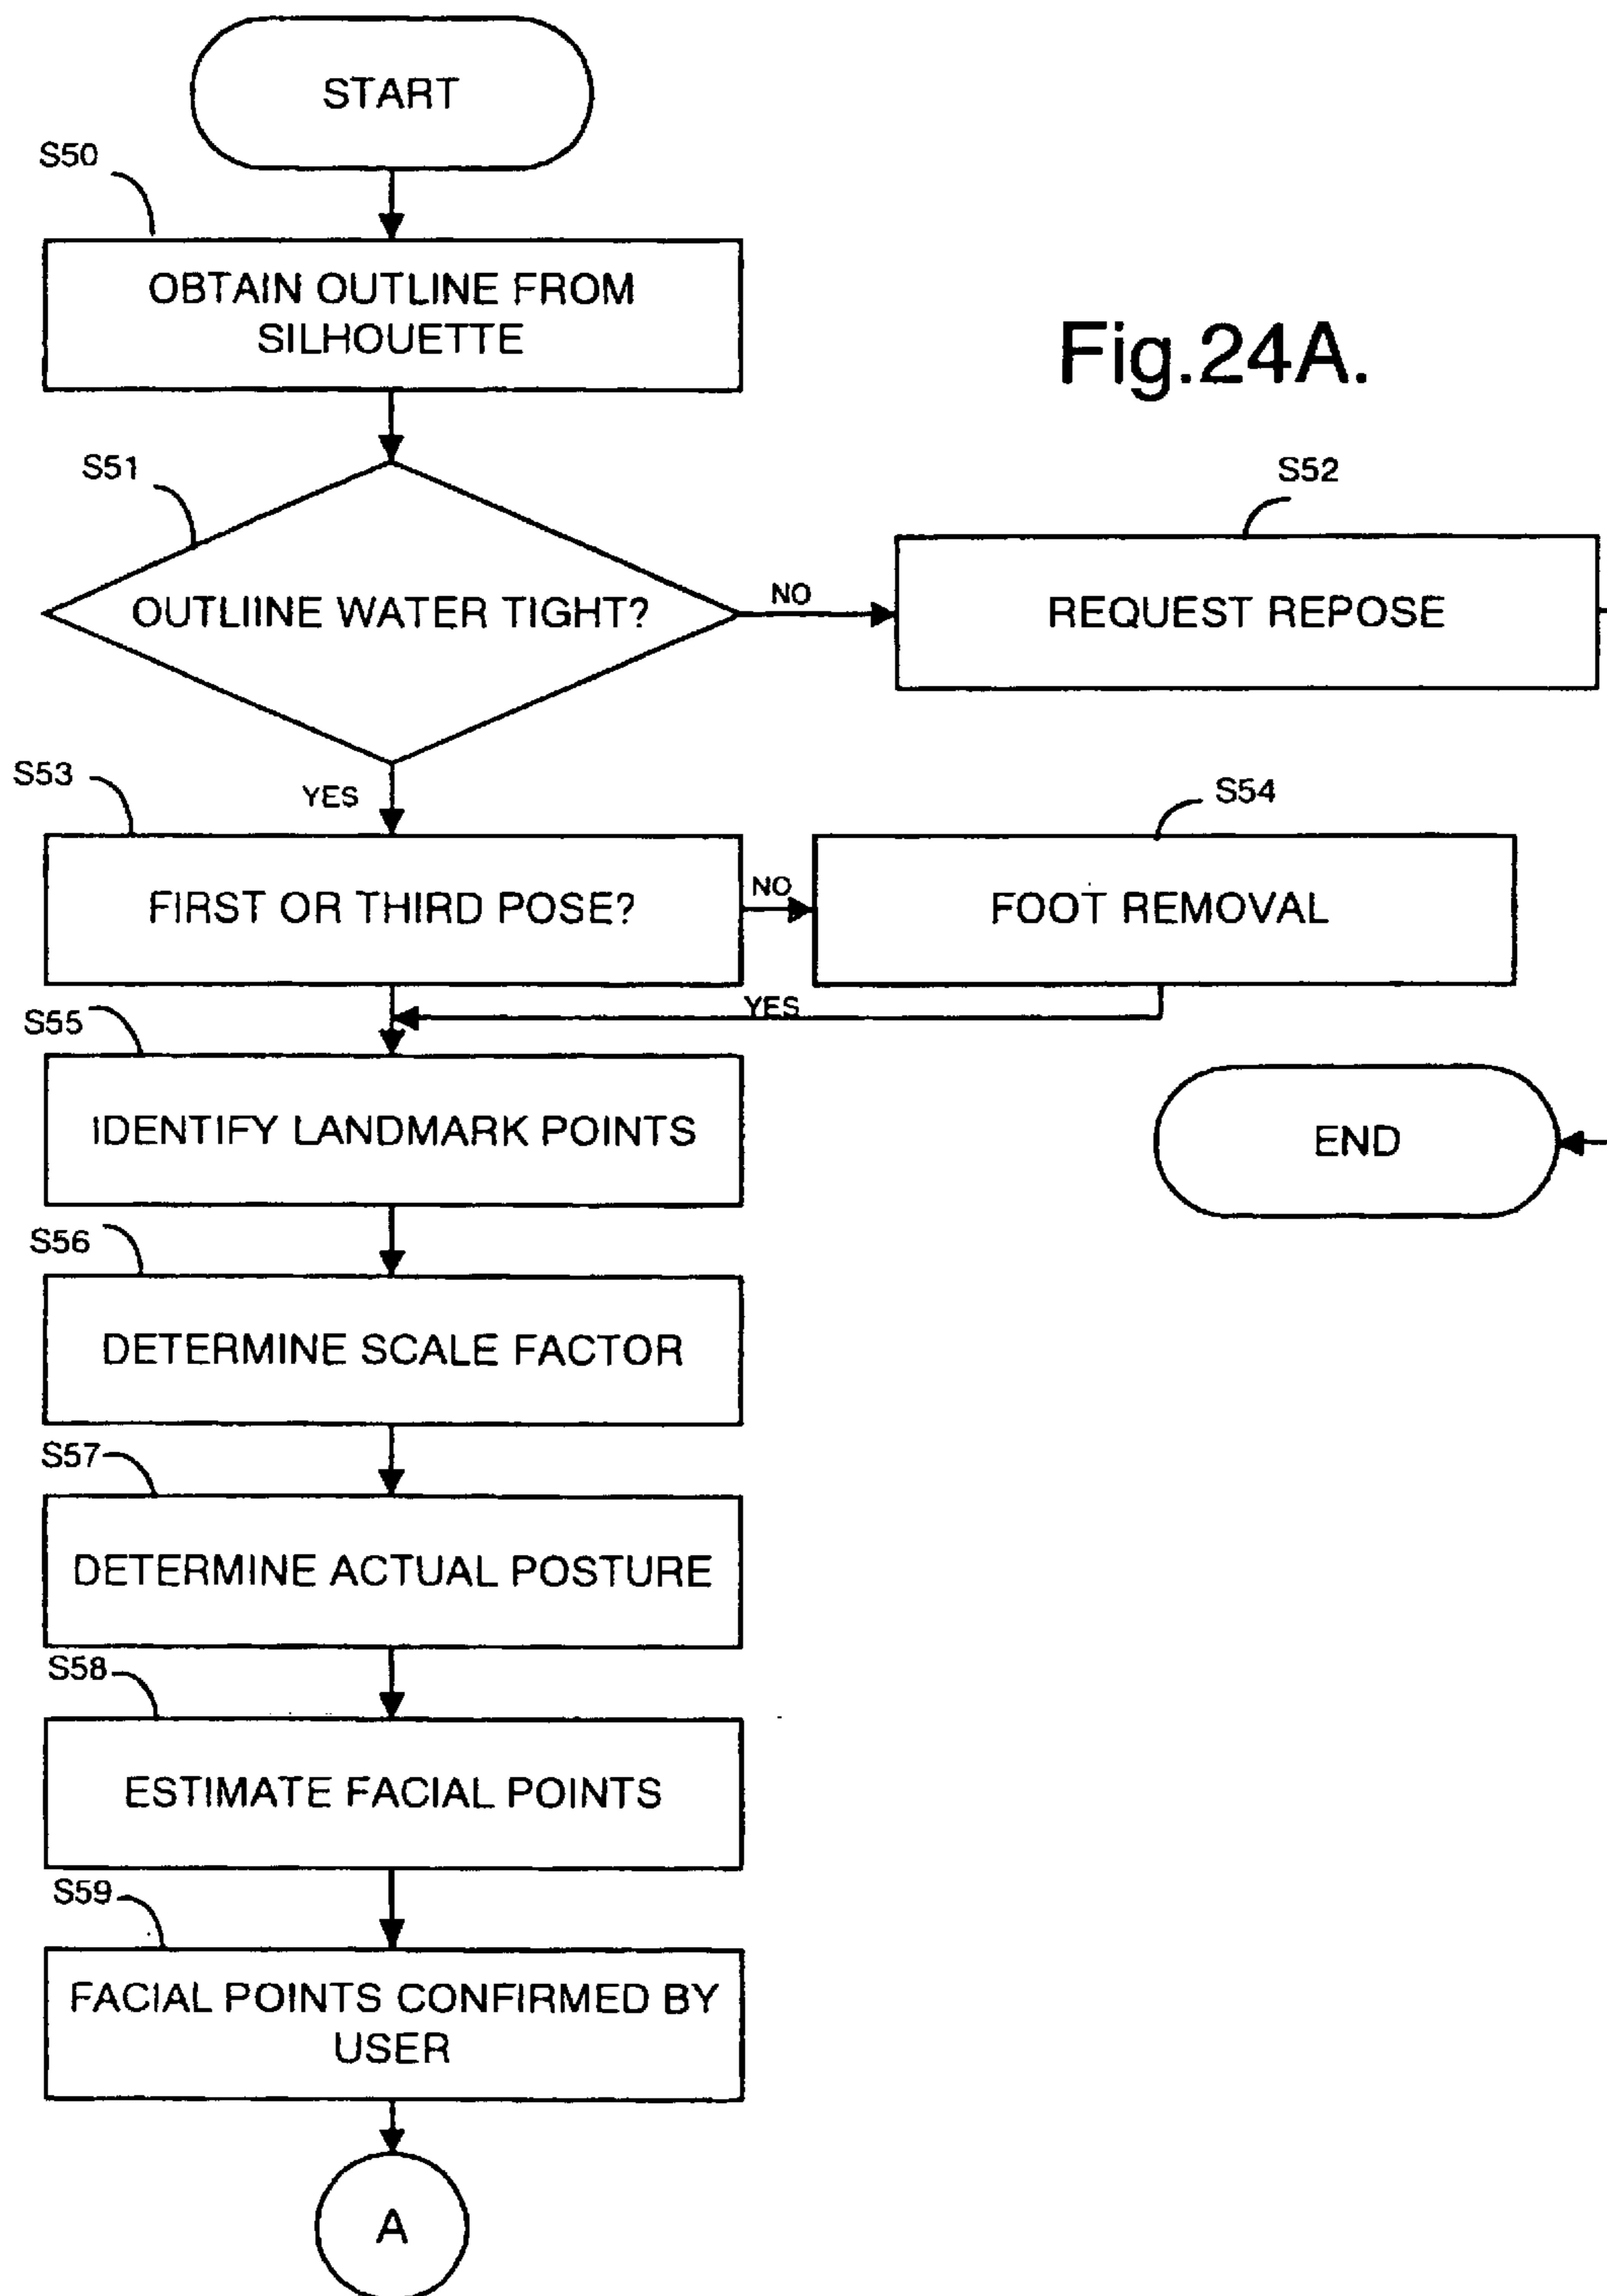 START
S50
OBTAIN OUTLINE FROM
SILHOUETTE
Fig.24A.
S51
OUTLIINE WATER TIGHT?
NO
S52
REQUEST REPOSE
YES
S53
FIRST OR THIRD POSE?
NO
S54
FOOT REMOVAL
YES
S55
IDENTIFY LANDMARK POINTS
END
S56
DETERMINE SCALE FACTOR
S57
DETERMINE ACTUAL POSTURE
S58
ESTIMATE FACIAL POINTS
S59
FACIAL POINTS CONFIRMED BY
USER
A